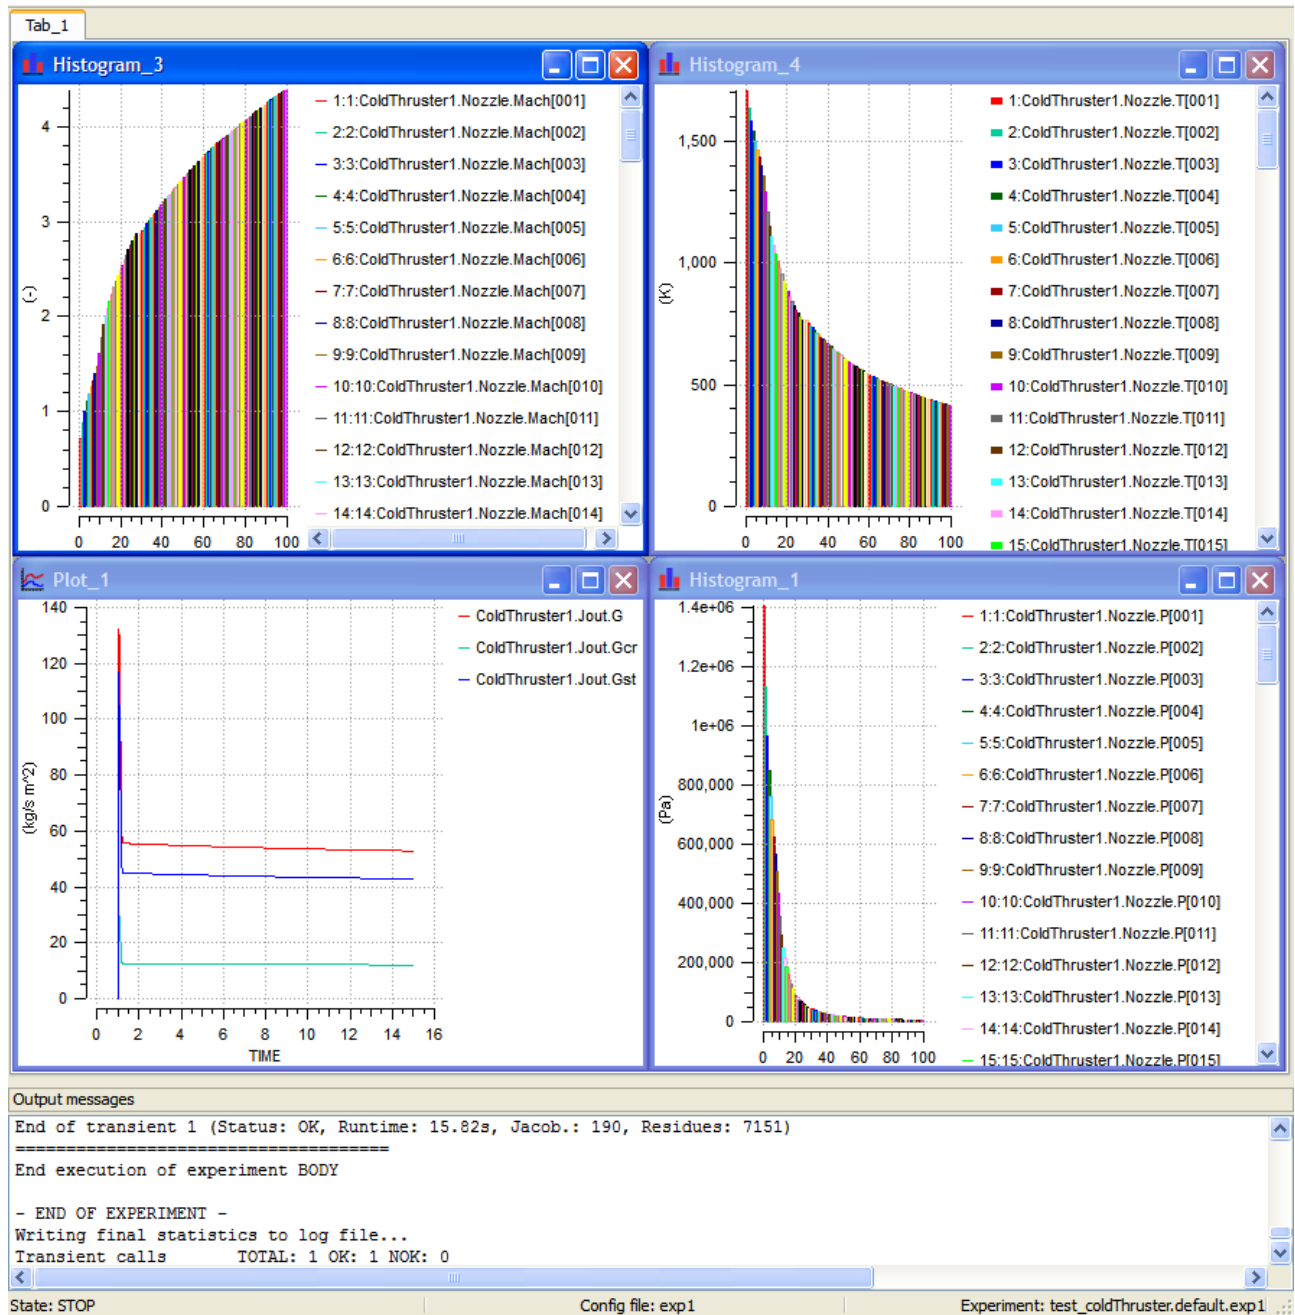 Tab_1
Histogram_3
4
3
2
1
0
(-)
0 20 40 60 80 100
1:1:ColdThruster1.Nozzle.Mach[001]
2:2:ColdThruster1.Nozzle.Mach[002]
3:3:ColdThruster1.Nozzle.Mach[003]
4:4:ColdThruster1.Nozzle.Mach[004]
5:5:ColdThruster1.Nozzle.Mach[005]
6:6:ColdThruster1.Nozzle.Mach[006]
7:7:ColdThruster1.Nozzle.Mach[007]
8:8:ColdThruster1.Nozzle.Mach[008]
9:9:ColdThruster1.Nozzle.Mach[009]
10:10:ColdThruster1.Nozzle.Mach[010]
11:11:ColdThruster1.Nozzle.Mach[011]
12:12:ColdThruster1.Nozzle.Mach[012]
13:13:ColdThruster1.Nozzle.Mach[013]
14:14:ColdThruster1.Nozzle.Mach[014]
Histogram_4
1,500
1,000
500
0
(K)
0 20 40 60 80 100
1:ColdThruster1.Nozzle.T[001]
2:ColdThruster1.Nozzle.T[002]
3:ColdThruster1.Nozzle.T[003]
4:ColdThruster1.Nozzle.T[004]
5:ColdThruster1.Nozzle.T[005]
6:ColdThruster1.Nozzle.T[006]
7:ColdThruster1.Nozzle.T[007]
8:ColdThruster1.Nozzle.T[008]
9:ColdThruster1.Nozzle.T[009]
10:ColdThruster1.Nozzle.T[010]
11:ColdThruster1.Nozzle.T[011]
12:ColdThruster1.Nozzle.T[012]
13:ColdThruster1.Nozzle.T[013]
14:ColdThruster1.Nozzle.T[014]
15:ColdThruster1.Nozzle.T[015]
Plot_1
140
120
100
80
60
40
20
0
(kg/s m^2)
0 2 4 6 8 10 12 14 16
TIME
ColdThruster1.Jout.G
ColdThruster1.Jout.Gcr
ColdThruster1.Jout.Gst
Histogram_1
1.4e+06
1.2e+06
1e+06
800,000
600,000
400,000
200,000
0
(Pa)
0 20 40 60 80 100
1:1:ColdThruster1.Nozzle.P[001]
2:2:ColdThruster1.Nozzle.P[002]
3:3:ColdThruster1.Nozzle.P[003]
4:4:ColdThruster1.Nozzle.P[004]
5:5:ColdThruster1.Nozzle.P[005]
6:6:ColdThruster1.Nozzle.P[006]
7:7:ColdThruster1.Nozzle.P[007]
8:8:ColdThruster1.Nozzle.P[008]
9:9:ColdThruster1.Nozzle.P[009]
10:10:ColdThruster1.Nozzle.P[010]
11:11:ColdThruster1.Nozzle.P[011]
12:12:ColdThruster1.Nozzle.P[012]
13:13:ColdThruster1.Nozzle.P[013]
14:14:ColdThruster1.Nozzle.P[014]
15:15:ColdThruster1.Nozzle.P[015]
Output messages
End of transient 1 (Status: OK, Runtime: 15.82s, Jacob.: 190, Residues: 7151)
=====================================
End execution of experiment BODY
- END OF EXPERIMENT -
Writing final statistics to log file...
Transient calls TOTAL: 1 OK: 1 NOK: 0
State: STOP
Config file: exp1
Experiment: test_coldThruster.default.exp1